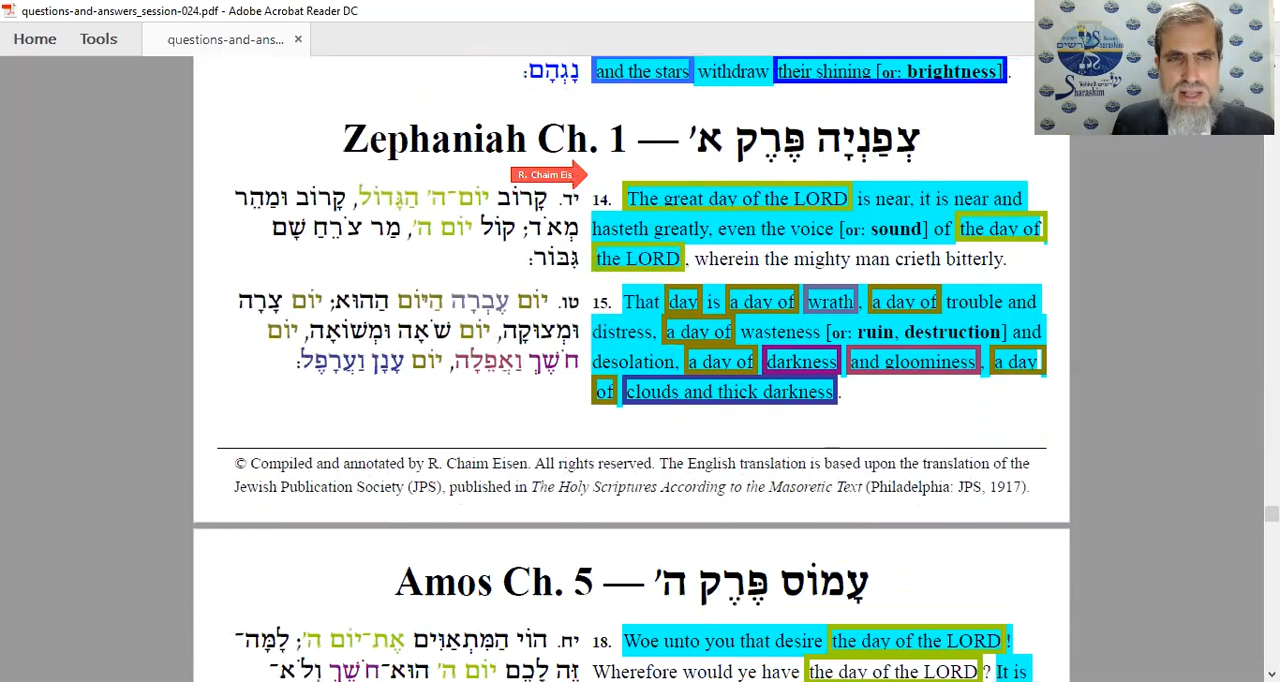 questions-and-answers_session-024.pdf - Adobe Acrobat Reader DC
Home Tools questions-and-ans... ×
נָגְהָם׃
and the stars withdraw their shining [or: brightness].
Zephaniah Ch. 1 — צְפַנְיָה פֶּרֶק א׳
R. Chaim Eis
יד. קָרוֹב יוֹם־ה׳ הַגָּדוֹל, קָרוֹב וּמַהֵר
מְאֹד; קוֹל יוֹם ה׳, מַר צֹרֵחַ שָׁם
גִּבּוֹר׃
14. The great day of the LORD is near, it is near and
hasteth greatly, even the voice [or: sound] of the day of
the LORD, wherein the mighty man crieth bitterly.
טו. יוֹם עֶבְרָה הַיּוֹם הַהוּא; יוֹם צָרָה
וּמְצוּקָה, יוֹם שֹׁאָה וּמְשׁוֹאָה, יוֹם
חֹשֶׁךְ וַאֲפֵלָה, יוֹם עָנָן וַעֲרָפֶל׃
15. That day is a day of wrath, a day of trouble and
distress, a day of wasteness [or: ruin, destruction] and
desolation, a day of darkness and gloominess, a day
of clouds and thick darkness.
© Compiled and annotated by R. Chaim Eisen. All rights reserved. The English translation is based upon the translation of the
Jewish Publication Society (JPS), published in The Holy Scriptures According to the Masoretic Text (Philadelphia: JPS, 1917).
Amos Ch. 5 — עָמוֹס פֶּרֶק ה׳
יח. הוֹי הַמִּתְאַוִּים אֶת־יוֹם ה׳; לָמָּה־
זֶּה לָכֶם יוֹם ה׳ הוּא־חֹשֶׁךְ וְלֹא־
18. Woe unto you that desire the day of the LORD!
Wherefore would ye have the day of the LORD? It is
Sharashim